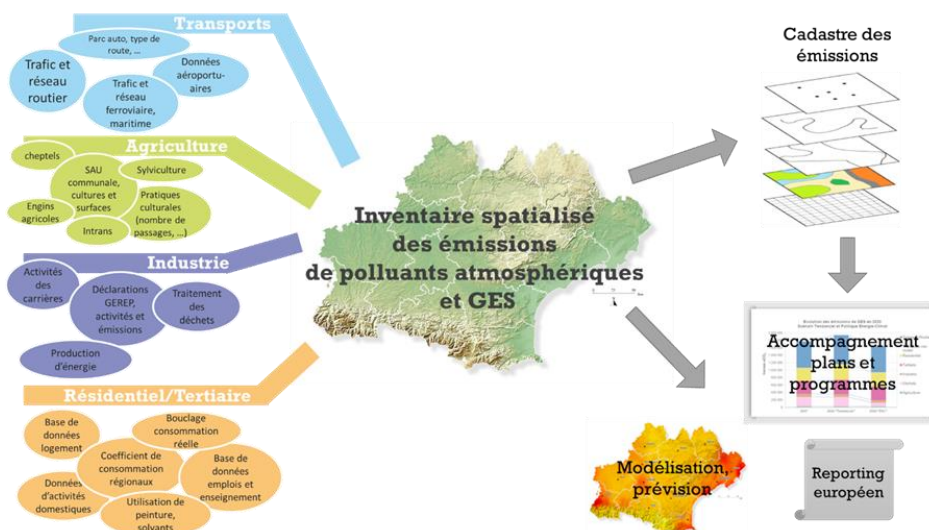 Transports
Parc auto, type de
route, ...
Trafic et
réseau
routier
Données
aéroportu-
aires
Trafic et
réseau
ferroviaire,
maritime
Agriculture
cheptels
SAU
communale,
cultures et
surfaces
Sylviculture
Engins
agricoles
Pratiques
culturales
(nombre de
passages, ...)
Intrans
Industrie
Activités
des
carrières
Déclarations
GEREP,
activités et
émissions
Traitement
des
déchets
Production
d'énergie
Résidentiel/Tertiaire
Base de
données
logement
Bouclage
consommation
réelle
Coefficient de
consommation
régionaux
Base de
données
emplois et
enseignement
Données
d'activités
domestiques
Utilisation de
peinture,
solvants
Inventaire spatialisé
des émissions
de polluants atmosphériques
et GES
Cadastre des
émissions
Accompagnement
plans et
programmes
Modélisation,
prévision
Reporting
européen